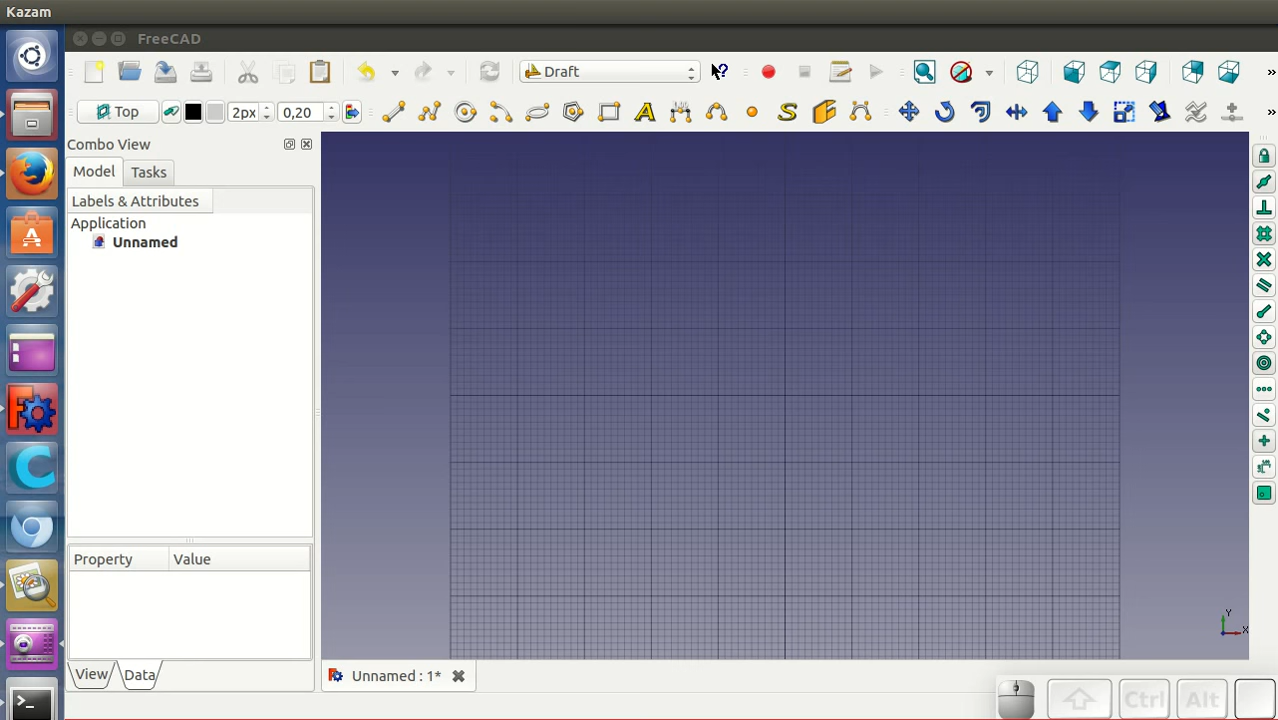 Kazam
FreeCAD
Draft
Top
2px
0,20
Combo View
Model
Tasks
Labels & Attributes
Application
Unnamed
Property
Value
View
Data
Unnamed : 1*
Y
X
Ctrl
Alt